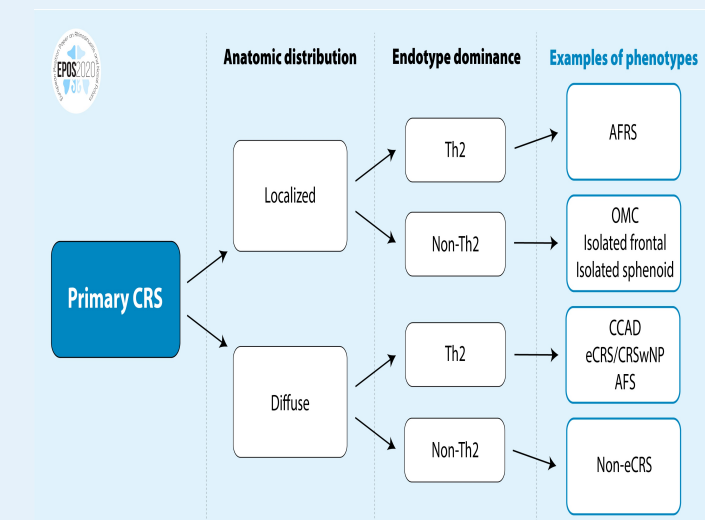 EPOS2020
Anatomic distribution
Endotype dominance
Examples of phenotypes
Primary CRS
Localized
Diffuse
Th2
Non-Th2
Th2
Non-Th2
AFRS
OMC
Isolated frontal
Isolated sphenoid
CCAD
eCRS/CRSwNP
AFS
Non-eCRS